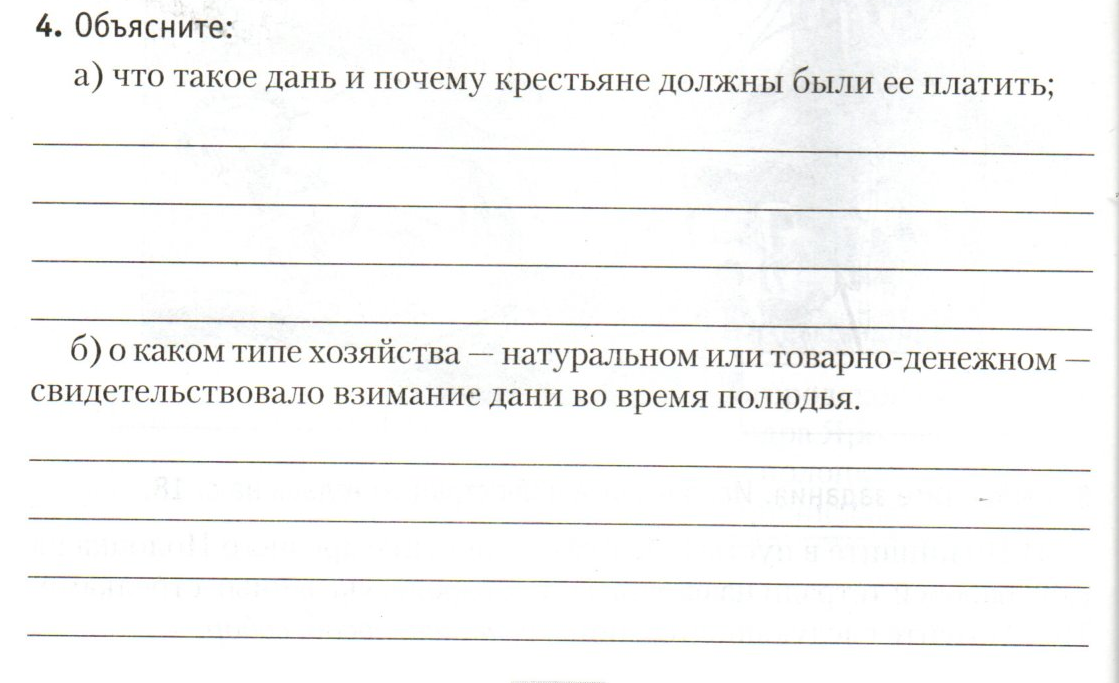 4. Объясните:
а) что такое дань и почему крестьяне должны были ее платить;
б) о каком типе хозяйства — натуральном или товарно-денежном —
свидетельствовало взимание дани во время полюдья.